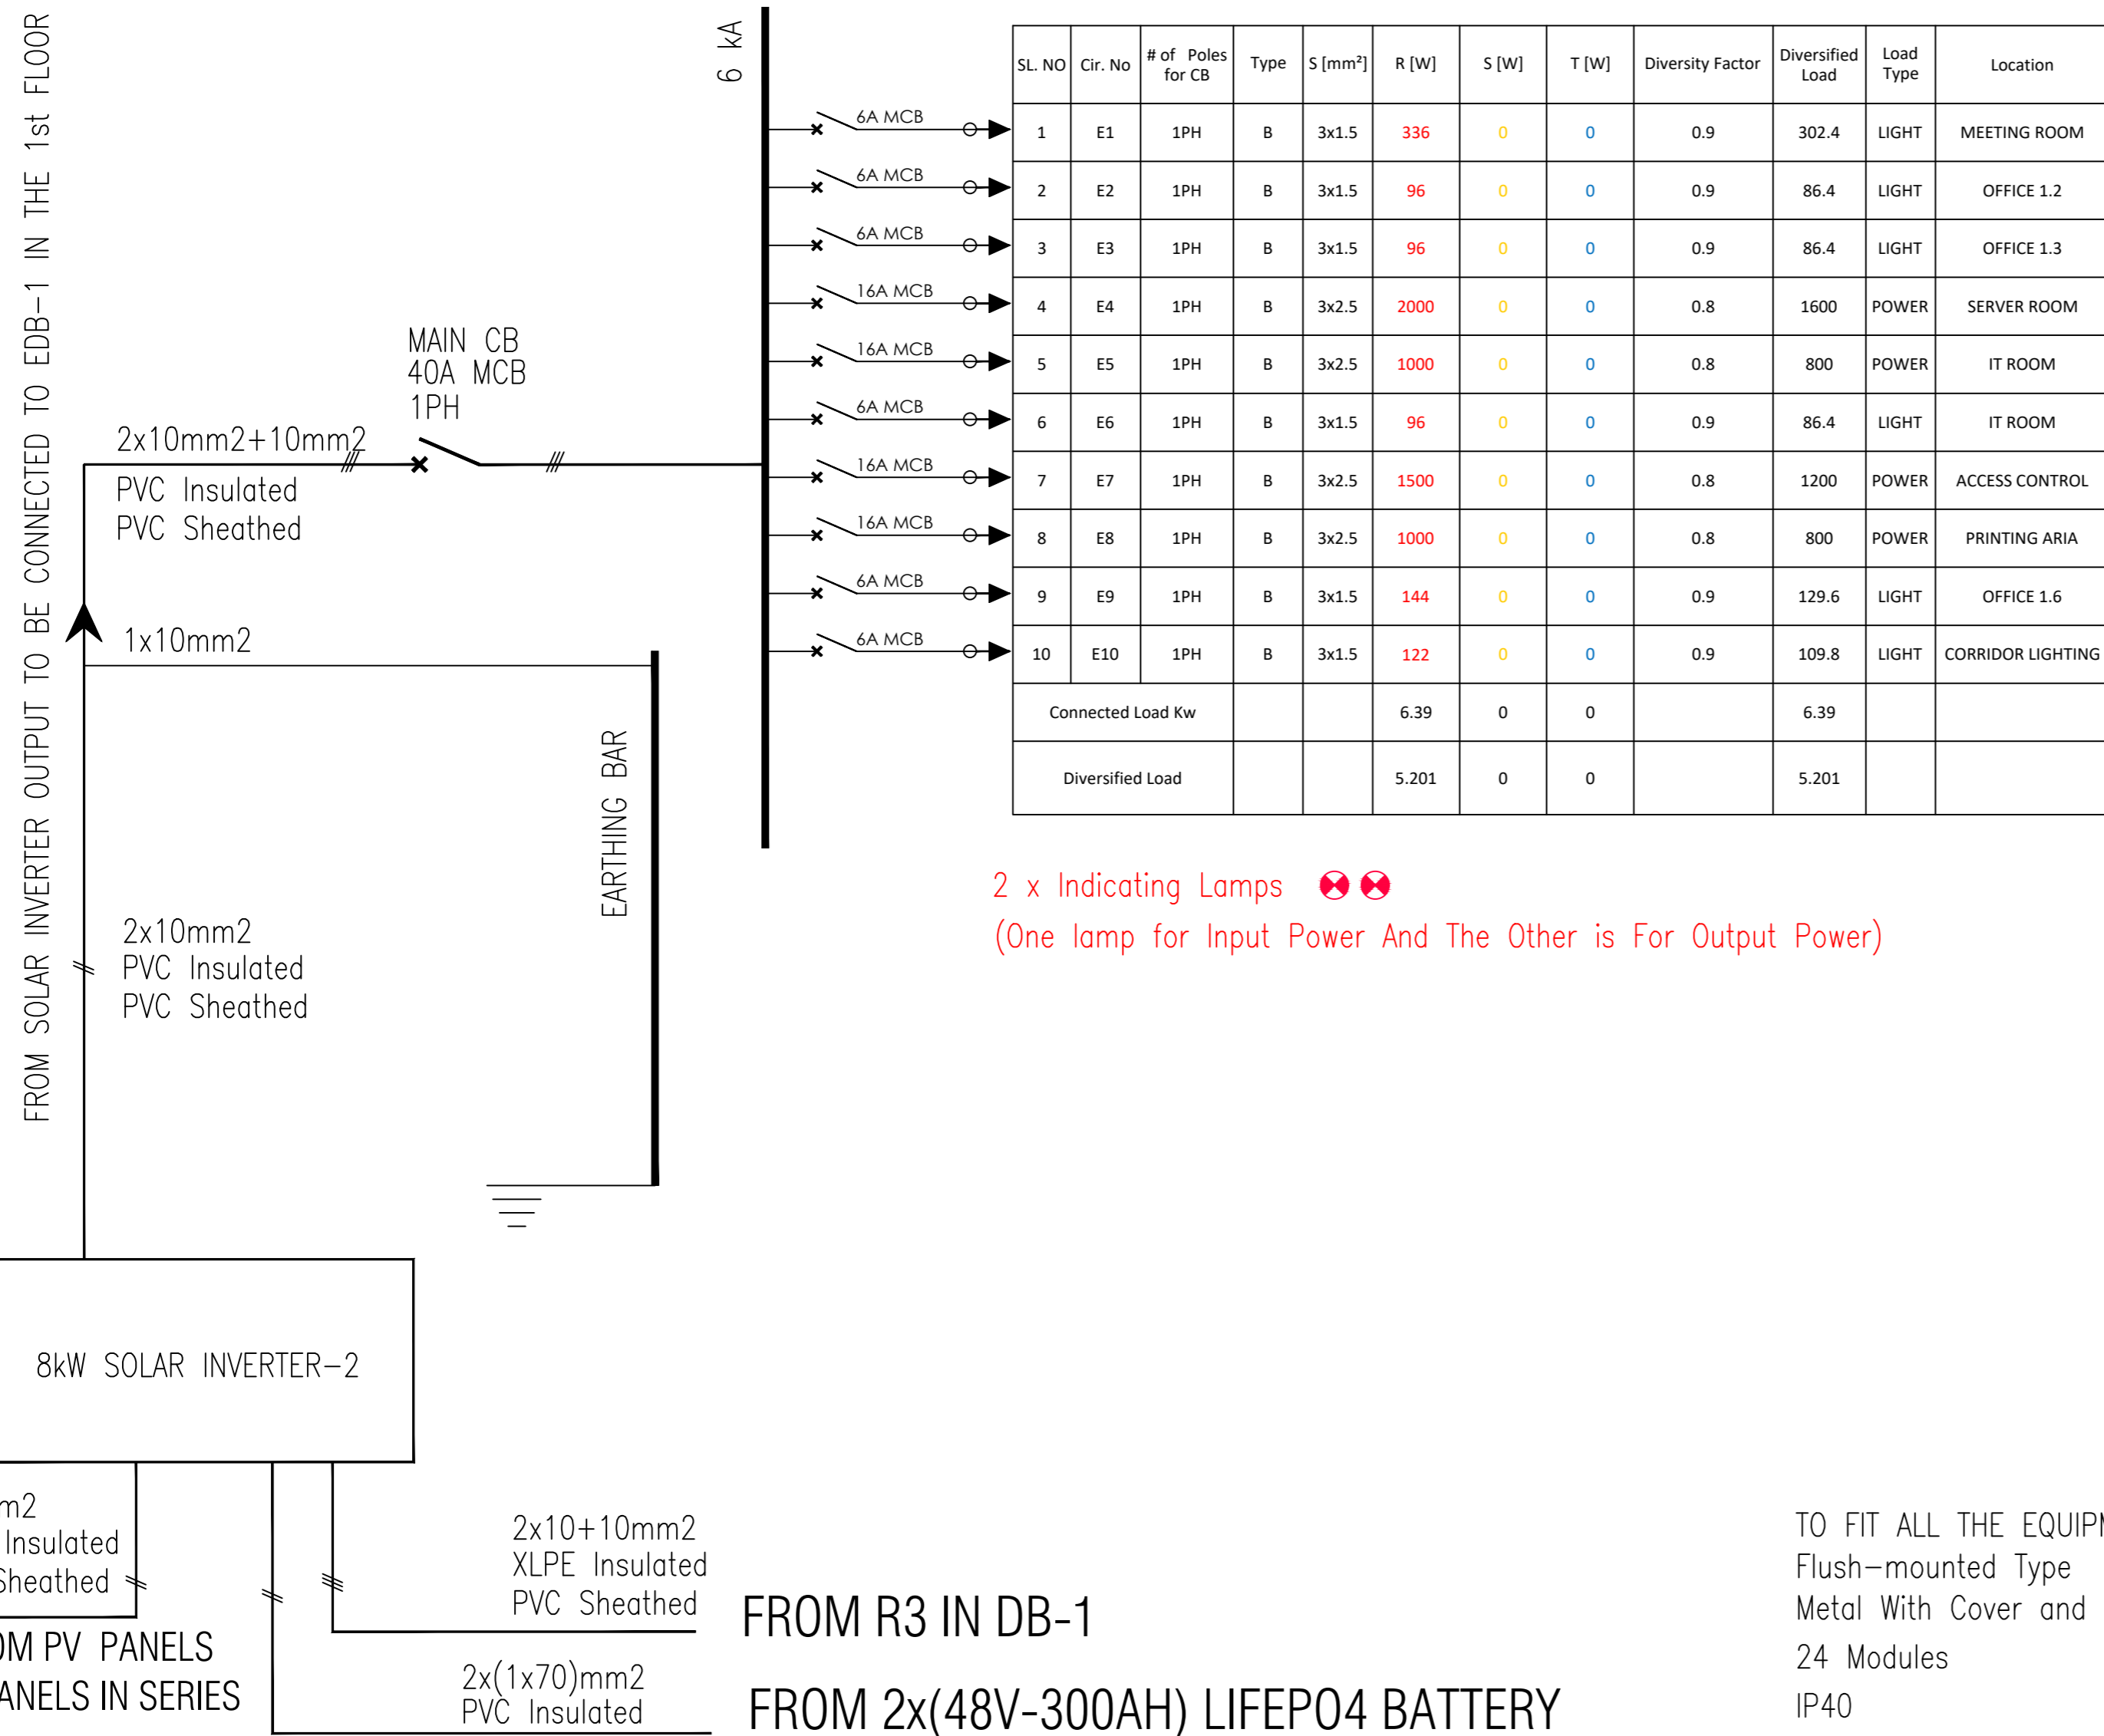 FROM SOLAR INVERTER OUTPUT TO BE CONNECTED TO EDB-1 IN THE 1st FLOOR
6 kA
MAIN CB
40A MCB
1PH
2x10mm2+10mm2
PVC Insulated
PVC Sheathed
1x10mm2
EARTHING BAR
2x10mm2
PVC Insulated
PVC Sheathed
6A MCB
6A MCB
6A MCB
16A MCB
16A MCB
6A MCB
16A MCB
16A MCB
6A MCB
6A MCB
SL. NO Cir. No # of Poles for CB Type S [mm²] R [W] S [W] T [W] Diversity Factor Diversified Load Load Type Location
1 E1 1PH B 3x1.5 336 0 0 0.9 302.4 LIGHT MEETING ROOM
2 E2 1PH B 3x1.5 96 0 0 0.9 86.4 LIGHT OFFICE 1.2
3 E3 1PH B 3x1.5 96 0 0 0.9 86.4 LIGHT OFFICE 1.3
4 E4 1PH B 3x2.5 2000 0 0 0.8 1600 POWER SERVER ROOM
5 E5 1PH B 3x2.5 1000 0 0 0.8 800 POWER IT ROOM
6 E6 1PH B 3x1.5 96 0 0 0.9 86.4 LIGHT IT ROOM
7 E7 1PH B 3x2.5 1500 0 0 0.8 1200 POWER ACCESS CONTROL
8 E8 1PH B 3x2.5 1000 0 0 0.8 800 POWER PRINTING ARIA
9 E9 1PH B 3x1.5 144 0 0 0.9 129.6 LIGHT OFFICE 1.6
10 E10 1PH B 3x1.5 122 0 0 0.9 109.8 LIGHT CORRIDOR LIGHTING
Connected Load Kw 6.39 0 0 6.39
Diversified Load 5.201 0 0 5.201
2 x Indicating Lamps
(One lamp for Input Power And The Other is For Output Power)
8kW SOLAR INVERTER-2
m2
Insulated
Sheathed
PV PANELS
IN SERIES
2x10+10mm2
XLPE Insulated
PVC Sheathed
FROM R3 IN DB-1
2x(1x70)mm2
PVC Insulated
FROM 2x(48V-300AH) LIFEPO4 BATTERY
TO FIT ALL THE
Flush-mounted Type
Metal With Cover and
24 Modules
IP40